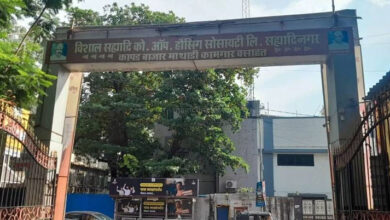 विशाल सह्याद्रि को. ऑप. हौसिंग सोसायटी लि. सह्याद्रिनगर
कापड बाजार माथाडी कामगार वसाहत